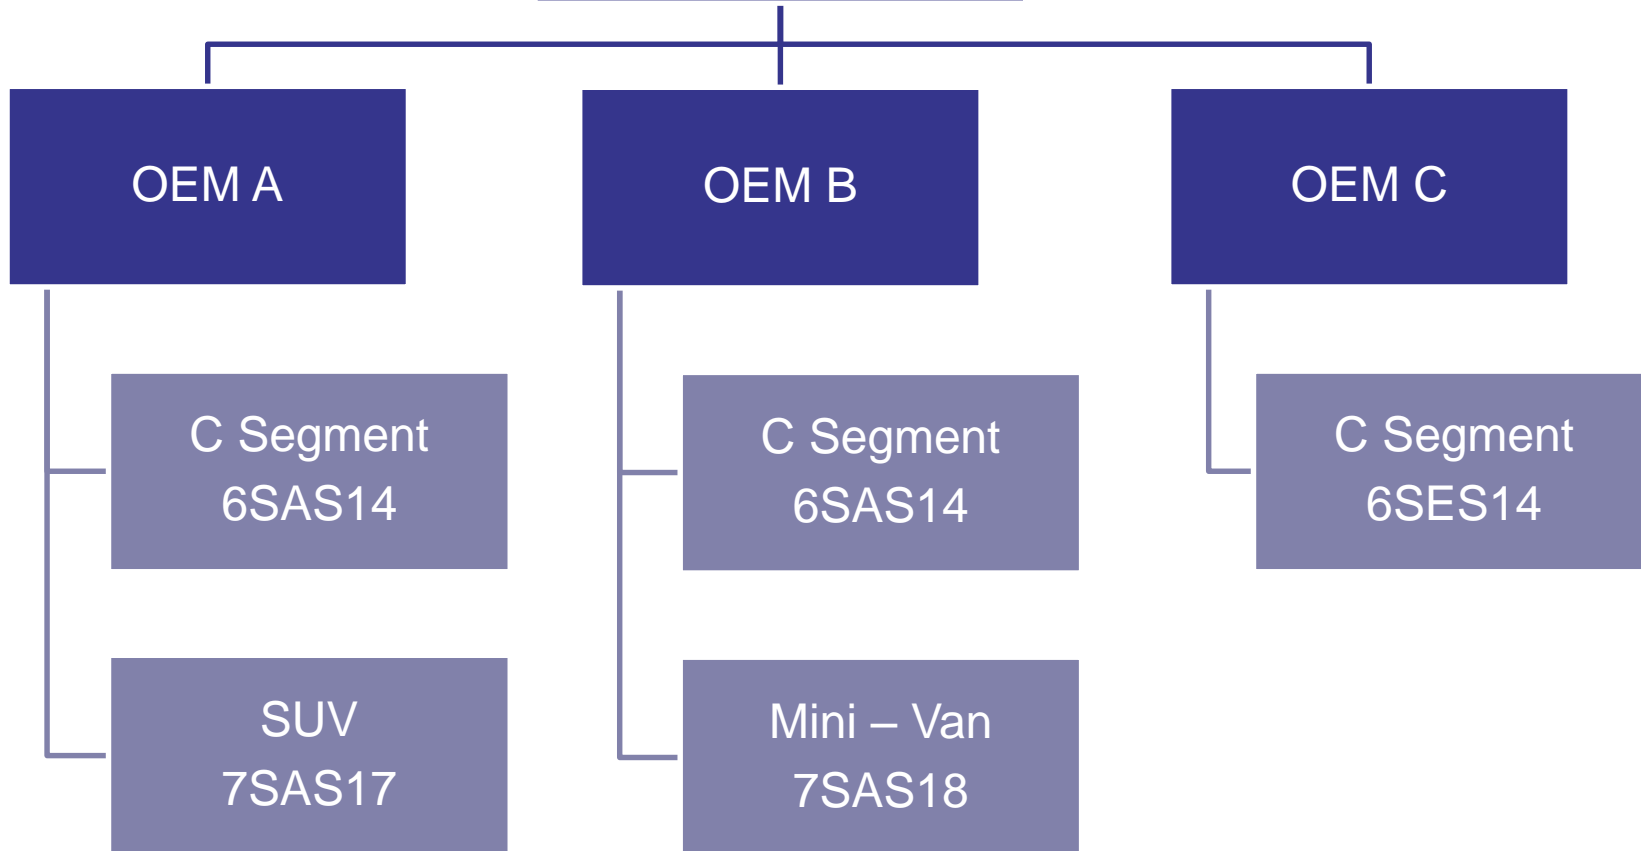 OEM A
OEM B
OEM C
C Segment
6SAS14
C Segment
6SAS14
C Segment
6SES14
SUV
7SAS17
Mini – Van
7SAS18